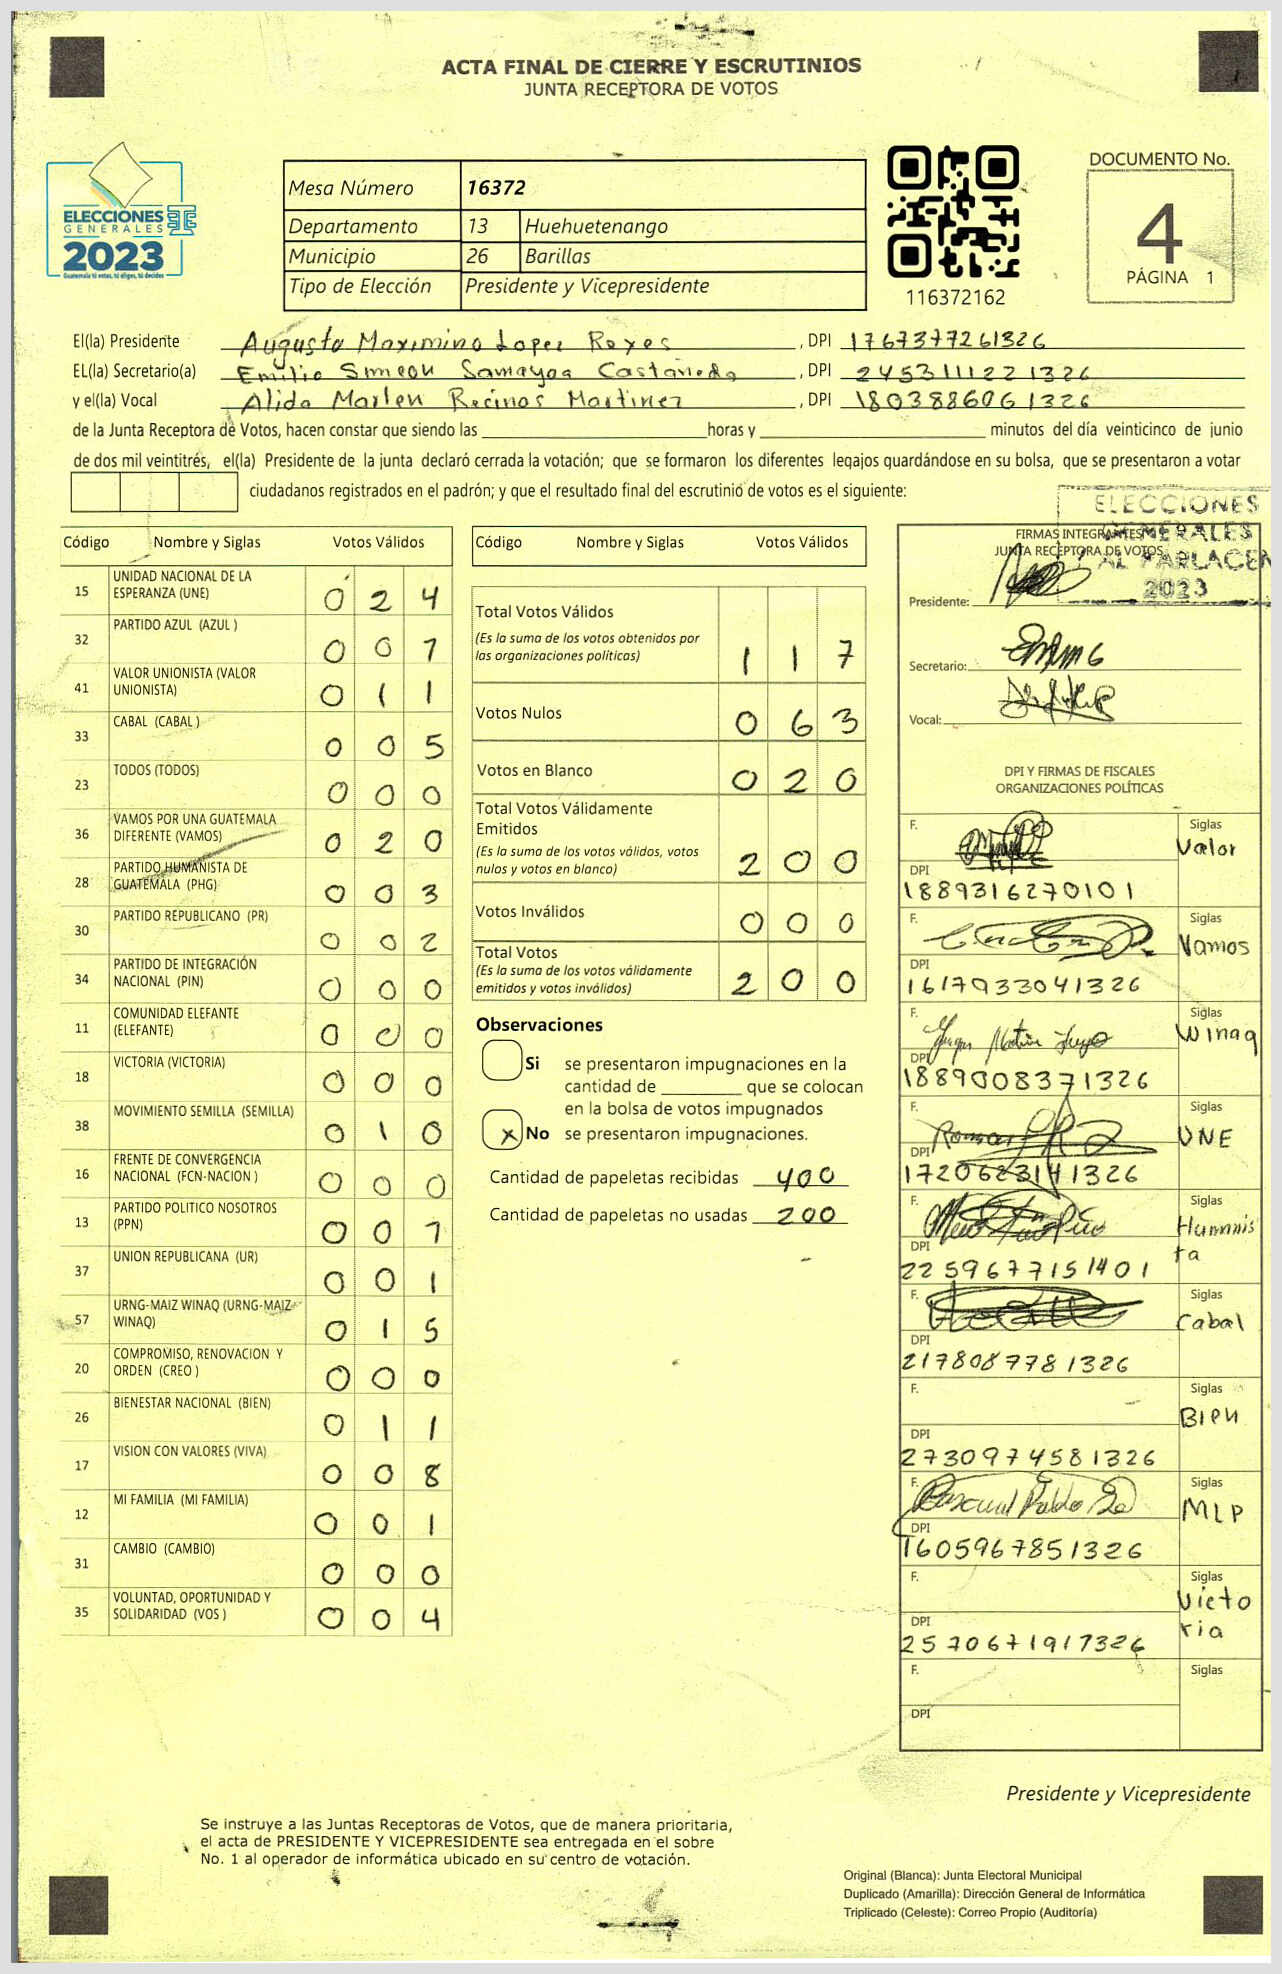 ACTA FINAL DE CIERRE Y ESCRUTINIOS
JUNTA RECEPTORA DE VOTOS
ELECCIONES
GENERALES
2023
Guatemala tú votas, tú eliges, tú decides
Mesa Número 16372
Departamento 13 Huehuetenango
Municipio 26 Barillas
Tipo de Elección Presidente y Vicepresidente
116372162
DOCUMENTO No.
4
PÁGINA 1
El(la) Presidente Augusto Maximino Lopez Reyes , DPI 1767377261326
EL(la) Secretario(a) Emilio Simeon Samayoa Castañeda , DPI 2453111221326
y el(la) Vocal Alida Marlen Recinos Martinez , DPI 1803886061326
de la Junta Receptora de Votos, hacen constar que siendo las horas y minutos del día veinticinco de junio
de dos mil veintitrés, el(la) Presidente de la junta declaró cerrada la votación; que se formaron los diferentes legajos guardándose en su bolsa, que se presentaron a votar
ciudadanos registrados en el padrón; y que el resultado final del escrutinio de votos es el siguiente:
Código Nombre y Siglas Votos Válidos
15 UNIDAD NACIONAL DE LA ESPERANZA (UNE) 0 2 4
32 PARTIDO AZUL (AZUL ) 0 0 7
41 VALOR UNIONISTA (VALOR UNIONISTA) 0 1 1
33 CABAL (CABAL ) 0 0 5
23 TODOS (TODOS) 0 0 0
36 VAMOS POR UNA GUATEMALA DIFERENTE (VAMOS) 0 2 0
28 PARTIDO HUMANISTA DE GUATEMALA (PHG) 0 0 3
30 PARTIDO REPUBLICANO (PR) 0 0 2
34 PARTIDO DE INTEGRACIÓN NACIONAL (PIN) 0 0 0
11 COMUNIDAD ELEFANTE (ELEFANTE) 0 0 0
18 VICTORIA (VICTORIA) 0 0 0
38 MOVIMIENTO SEMILLA (SEMILLA) 0 1 0
16 FRENTE DE CONVERGENCIA NACIONAL (FCN-NACION ) 0 0 0
13 PARTIDO POLITICO NOSOTROS (PPN) 0 0 7
37 UNION REPUBLICANA (UR) 0 0 1
57 URNG-MAIZ WINAQ (URNG-MAIZ-WINAQ) 0 1 5
20 COMPROMISO, RENOVACION Y ORDEN (CREO ) 0 0 0
26 BIENESTAR NACIONAL (BIEN) 0 1 1
17 VISION CON VALORES (VIVA) 0 0 8
12 MI FAMILIA (MI FAMILIA) 0 0 1
31 CAMBIO (CAMBIO) 0 0 0
35 VOLUNTAD, OPORTUNIDAD Y SOLIDARIDAD (VOS ) 0 0 4
Código Nombre y Siglas Votos Válidos
Total Votos Válidos
(Es la suma de los votos obtenidos por
las organizaciones políticas) 1 1 7
Votos Nulos 0 6 3
Votos en Blanco 0 2 0
Total Votos Válidamente
Emitidos
(Es la suma de los votos válidos, votos
nulos y votos en blanco) 2 0 0
Votos Inválidos 0 0 0
Total Votos
(Es la suma de los votos válidamente
emitidos y votos inválidos) 2 0 0
Observaciones
Si se presentaron impugnaciones en la
cantidad de que se colocan
en la bolsa de votos impugnados
x No se presentaron impugnaciones.
Cantidad de papeletas recibidas 400
Cantidad de papeletas no usadas 200
ELECCIONES
GENERALES
AL PARLACEN
2023
FIRMAS INTEGRANTES
JUNTA RECEPTORA DE VOTOS
Presidente:
Secretario:
Vocal:
DPI Y FIRMAS DE FISCALES
ORGANIZACIONES POLÍTICAS
F. Siglas
Valor
DPI
1889316270101
F. Siglas
Vamos
DPI
1617933041326
F. Siglas
Winaq
DPI
1889008371326
F. Siglas
UNE
DPI
1720623141326
F. Siglas
Humanis
ta
DPI
2259677151401
F. Siglas
Cabal
DPI
2178087781326
F. Siglas
BIEN
DPI
2730974581326
F. Siglas
MLP
DPI
1605967851326
F. Siglas
Victo
ria
DPI
2570671917326
F. Siglas
DPI
Presidente y Vicepresidente
Se instruye a las Juntas Receptoras de Votos, que de manera prioritaria,
el acta de PRESIDENTE Y VICEPRESIDENTE sea entregada en el sobre
No. 1 al operador de informática ubicado en su centro de votación.
Original (Blanca): Junta Electoral Municipal
Duplicado (Amarilla): Dirección General de Informática
Triplicado (Celeste): Correo Propio (Auditoría)